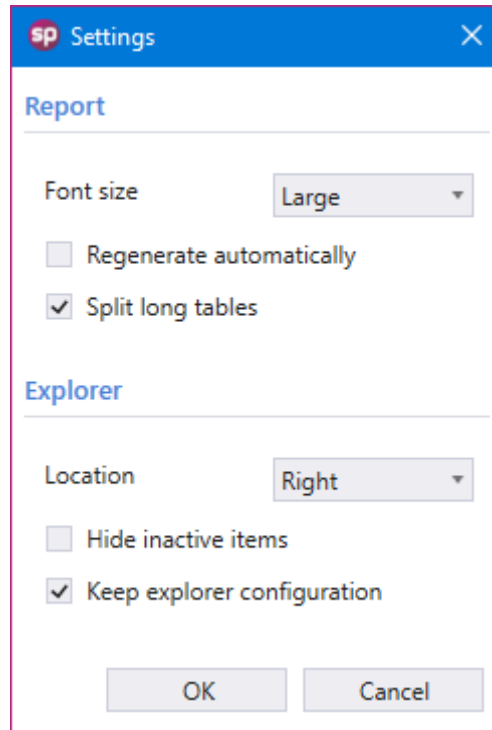 sp Settings
Report
Font size Large
Regenerate automatically
Split long tables
Explorer
Location Right
Hide inactive items
Keep explorer configuration
OK Cancel